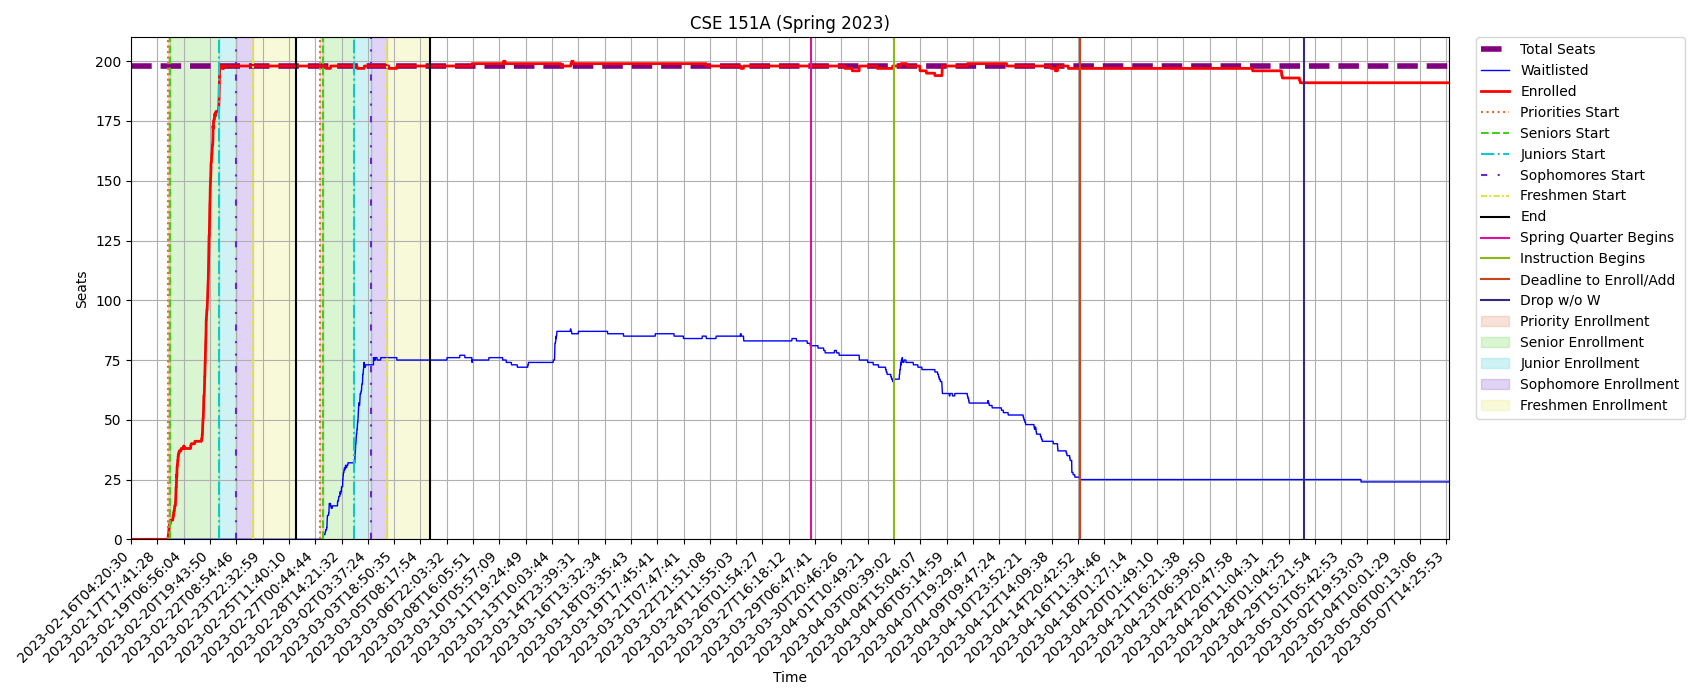 CSE 151A (Spring 2023)
Seats
200
175
150
125
100
75
50
25
0
2023-02-16T04:20:30
2023-02-17T17:41:28
2023-02-19T06:56:04
2023-02-20T19:43:50
2023-02-22T08:54:46
2023-02-23T22:32:59
2023-02-25T11:40:10
2023-02-27T00:44:44
2023-02-28T14:21:32
2023-03-02T03:37:24
2023-03-03T18:50:35
2023-03-05T08:17:54
2023-03-06T22:03:32
2023-03-08T16:05:51
2023-03-10T05:57:09
2023-03-11T19:24:49
2023-03-13T10:03:44
2023-03-14T23:39:31
2023-03-16T13:32:34
2023-03-18T03:35:43
2023-03-19T17:45:41
2023-03-21T07:47:41
2023-03-22T21:51:08
2023-03-24T11:55:03
2023-03-26T01:54:27
2023-03-27T16:18:12
2023-03-29T06:47:41
2023-03-30T20:46:26
2023-04-01T10:49:21
2023-04-03T00:39:02
2023-04-04T15:04:07
2023-04-06T05:14:59
2023-04-07T19:29:47
2023-04-09T09:47:24
2023-04-10T23:52:21
2023-04-12T14:09:38
2023-04-14T20:42:52
2023-04-16T11:34:46
2023-04-18T01:27:14
2023-04-20T01:49:10
2023-04-21T16:21:38
2023-04-23T06:39:50
2023-04-24T20:47:58
2023-04-26T11:04:31
2023-04-28T01:04:25
2023-04-29T15:21:54
2023-05-01T05:42:53
2023-05-02T19:53:03
2023-05-04T10:01:29
2023-05-06T00:13:06
2023-05-07T14:25:53
Time
Total Seats
Waitlisted
Enrolled
Priorities Start
Seniors Start
Juniors Start
Sophomores Start
Freshmen Start
End
Spring Quarter Begins
Instruction Begins
Deadline to Enroll/Add
Drop w/o W
Priority Enrollment
Senior Enrollment
Junior Enrollment
Sophomore Enrollment
Freshmen Enrollment